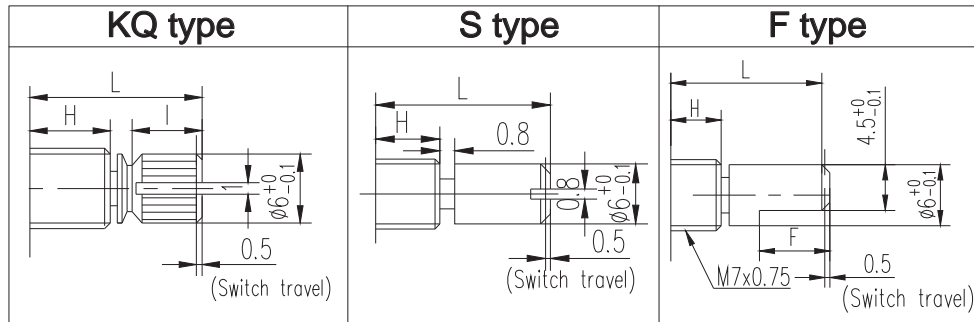 KQ type
L
H
I
1
ø6+0-0.1
0.5
(Switch travel)
S type
L
H
0.8
0.8
ø6+0-0.1
0.5
(Switch travel)
F type
L
H
4.5+0-0.1
ø6+0-0.1
F
M7x0.75
0.5
(Switch travel)